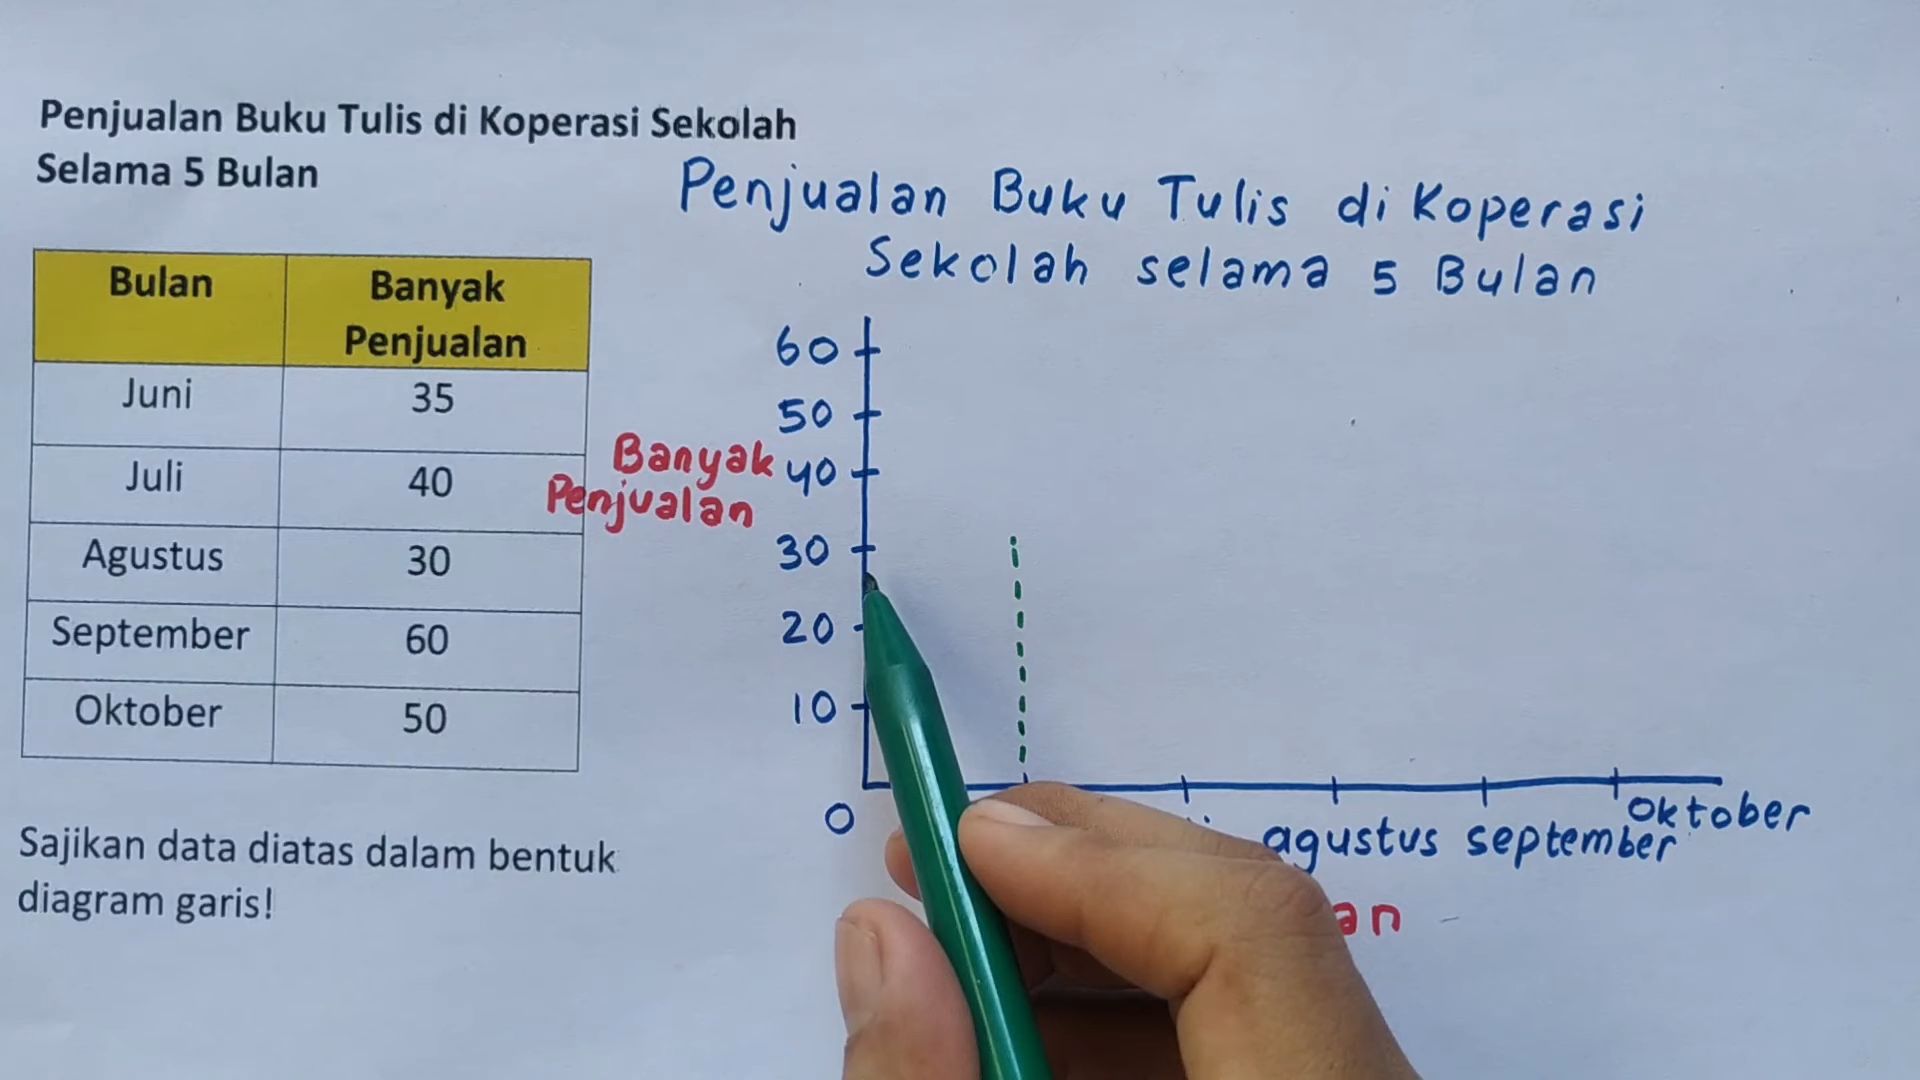 Penjualan Buku Tulis di Koperasi Sekolah
Selama 5 Bulan
Bulan Banyak Penjualan
Juni 35
Juli 40
Agustus 30
September 60
Oktober 50
Sajikan data diatas dalam bentuk
diagram garis!
Penjualan Buku Tulis di Koperasi
Sekolah selama 5 Bulan
Banyak
Penjualan
60
50
40
30
20
10
0
agustus september oktober